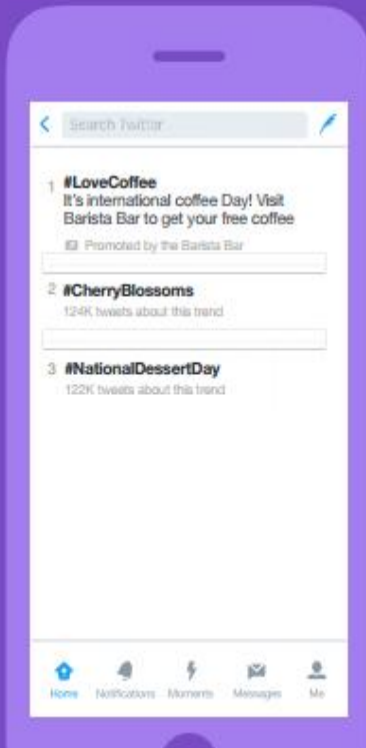 Search Twitter
1 #LoveCoffee
It's international coffee Day! Visit
Barista Bar to get your free coffee
Promoted by the Barista Bar
2 #CherryBlossoms
124K tweets about this trend
3 #NationalDessertDay
122K tweets about this trend
Home Notifications Moments Messages Me